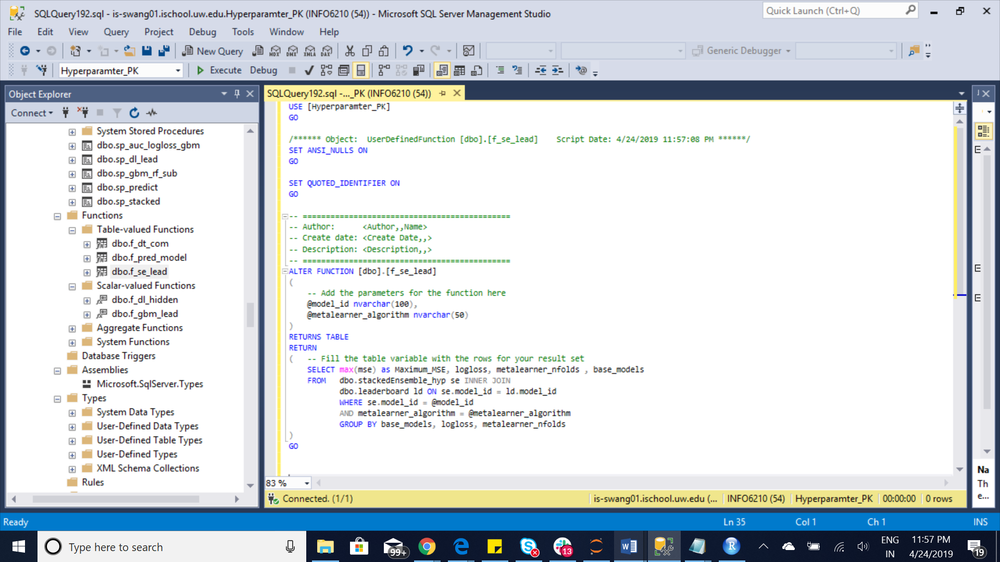 SQLQuery192.sql - is-swang01.ischool.uw.edu.Hyperparamter_PK (INFO6210 (54)) - Microsoft SQL Server Management Studio
Quick Launch (Ctrl+Q)
File Edit View Query Project Debug Tools Window Help
New Query MDX DMX XMLA DAX Generic Debugger
Hyperparamter_PK Execute Debug
Object Explorer
Connect
System Stored Procedures
dbo.sp_auc_logloss_gbm
dbo.sp_dl_lead
dbo.sp_gbm_rf_sub
dbo.sp_predict
dbo.sp_stacked
Functions
Table-valued Functions
dbo.f_dt_com
dbo.f_pred_model
dbo.f_se_lead
Scalar-valued Functions
dbo.f_dl_hidden
dbo.f_gbm_lead
Aggregate Functions
System Functions
Database Triggers
Assemblies
Microsoft.SqlServer.Types
Types
System Data Types
User-Defined Data Types
User-Defined Table Types
User-Defined Types
XML Schema Collections
Rules
SQLQuery192.sql -..._PK (INFO6210 (54))
USE [Hyperparamter_PK]
GO
/****** Object:  UserDefinedFunction [dbo].[f_se_lead]    Script Date: 4/24/2019 11:57:08 PM ******/
SET ANSI_NULLS ON
GO
SET QUOTED_IDENTIFIER ON
GO
-- =============================================
-- Author:      <Author,,Name>
-- Create date: <Create Date,,>
-- Description: <Description,,>
-- =============================================
ALTER FUNCTION [dbo].[f_se_lead]
(
-- Add the parameters for the function here
@model_id nvarchar(100),
@metalearner_algorithm nvarchar(50)
)
RETURNS TABLE
RETURN
(   -- Fill the table variable with the rows for your result set
SELECT max(mse) as Maximum_MSE, logloss, metalearner_nfolds , base_models
FROM   dbo.stackedEnsemble_hyp se INNER JOIN
dbo.leaderboard ld ON se.model_id = ld.model_id
WHERE se.model_id = @model_id
AND metalearner_algorithm = @metalearner_algorithm
GROUP BY base_models, logloss, metalearner_nfolds
)
GO
83 %
Connected. (1/1) is-swang01.ischool.uw.edu (... INFO6210 (54) Hyperparamter_PK 00:00:00 0 rows
Na
Th
e...
Ready Ln 35 Col 1 Ch 1 INS
Type here to search
99+
13
W
R
ENG
IN
11:57 PM
4/24/2019
19